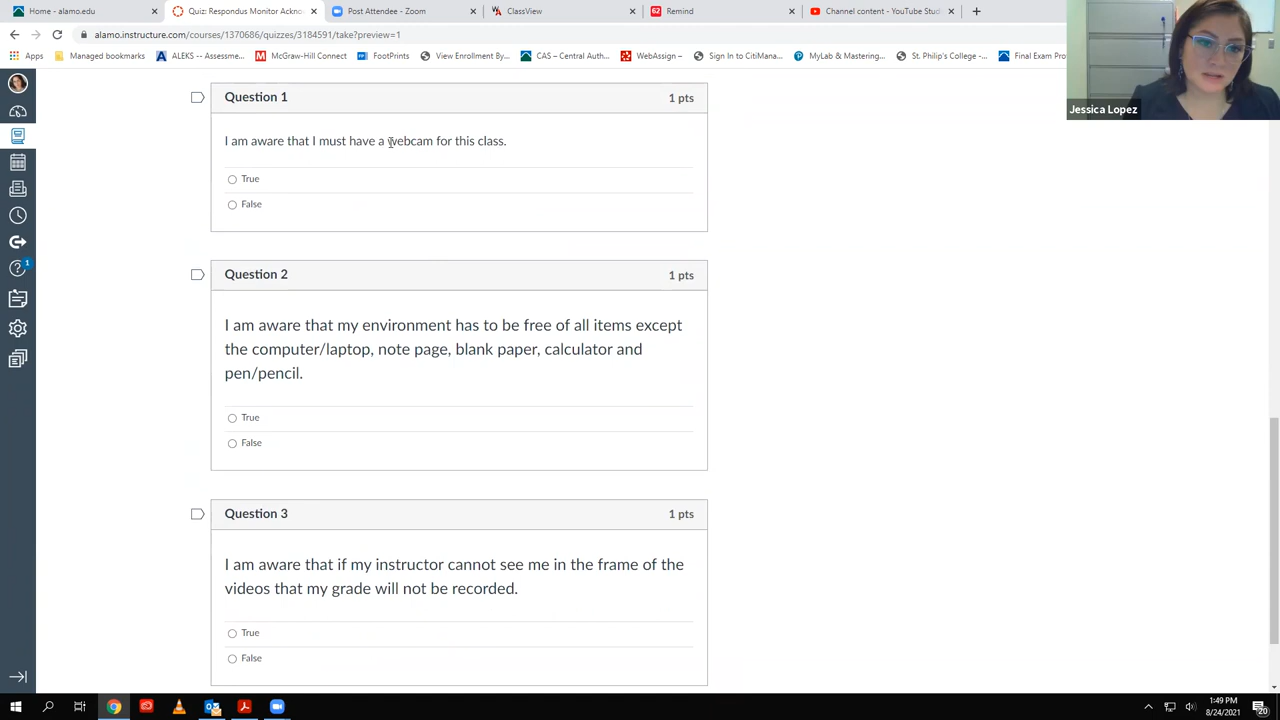 Home - alamo.edu
Quiz: Respondus Monitor Ackno
Post Attendee - Zoom
ClassView
Remind
Channel content - YouTube Stud
alamo.instructure.com/courses/1370686/quizzes/3184591/take?preview=1
Apps Managed bookmarks ALEKS -- Assessme... McGraw-Hill Connect FootPrints View Enrollment By... CAS – Central Auth... WebAssign – Sign In to CitiMana... MyLab & Mastering... St. Philip's College -... Final Exam Pro
Jessica Lopez
Question 1 1 pts
I am aware that I must have a webcam for this class.
True
False
Question 2 1 pts
I am aware that my environment has to be free of all items except
the computer/laptop, note page, blank paper, calculator and
pen/pencil.
True
False
Question 3 1 pts
I am aware that if my instructor cannot see me in the frame of the
videos that my grade will not be recorded.
True
False
1
62
1:49 PM
8/24/2021
20